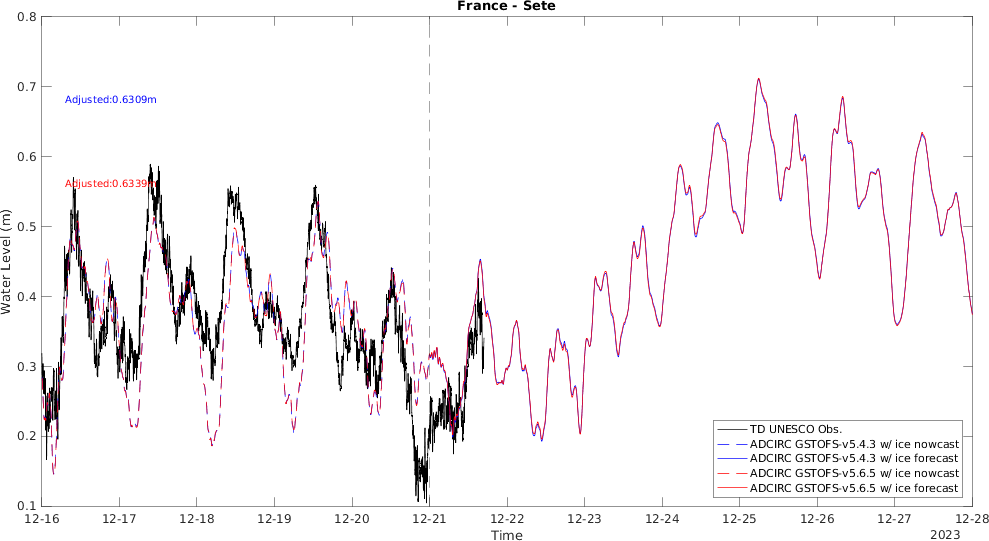 France - Sete
0.8
0.7
0.6
0.5
0.4
0.3
0.2
0.1
Water Level (m)
Adjusted:0.6309m
Adjusted:0.6339m
TD UNESCO Obs.
ADCIRC GSTOFS-v5.4.3 w/ ice nowcast
ADCIRC GSTOFS-v5.4.3 w/ ice forecast
ADCIRC GSTOFS-v5.6.5 w/ ice nowcast
ADCIRC GSTOFS-v5.6.5 w/ ice forecast
12-16 12-17 12-18 12-19 12-20 12-21 12-22 12-23 12-24 12-25 12-26 12-27 12-28
Time
2023